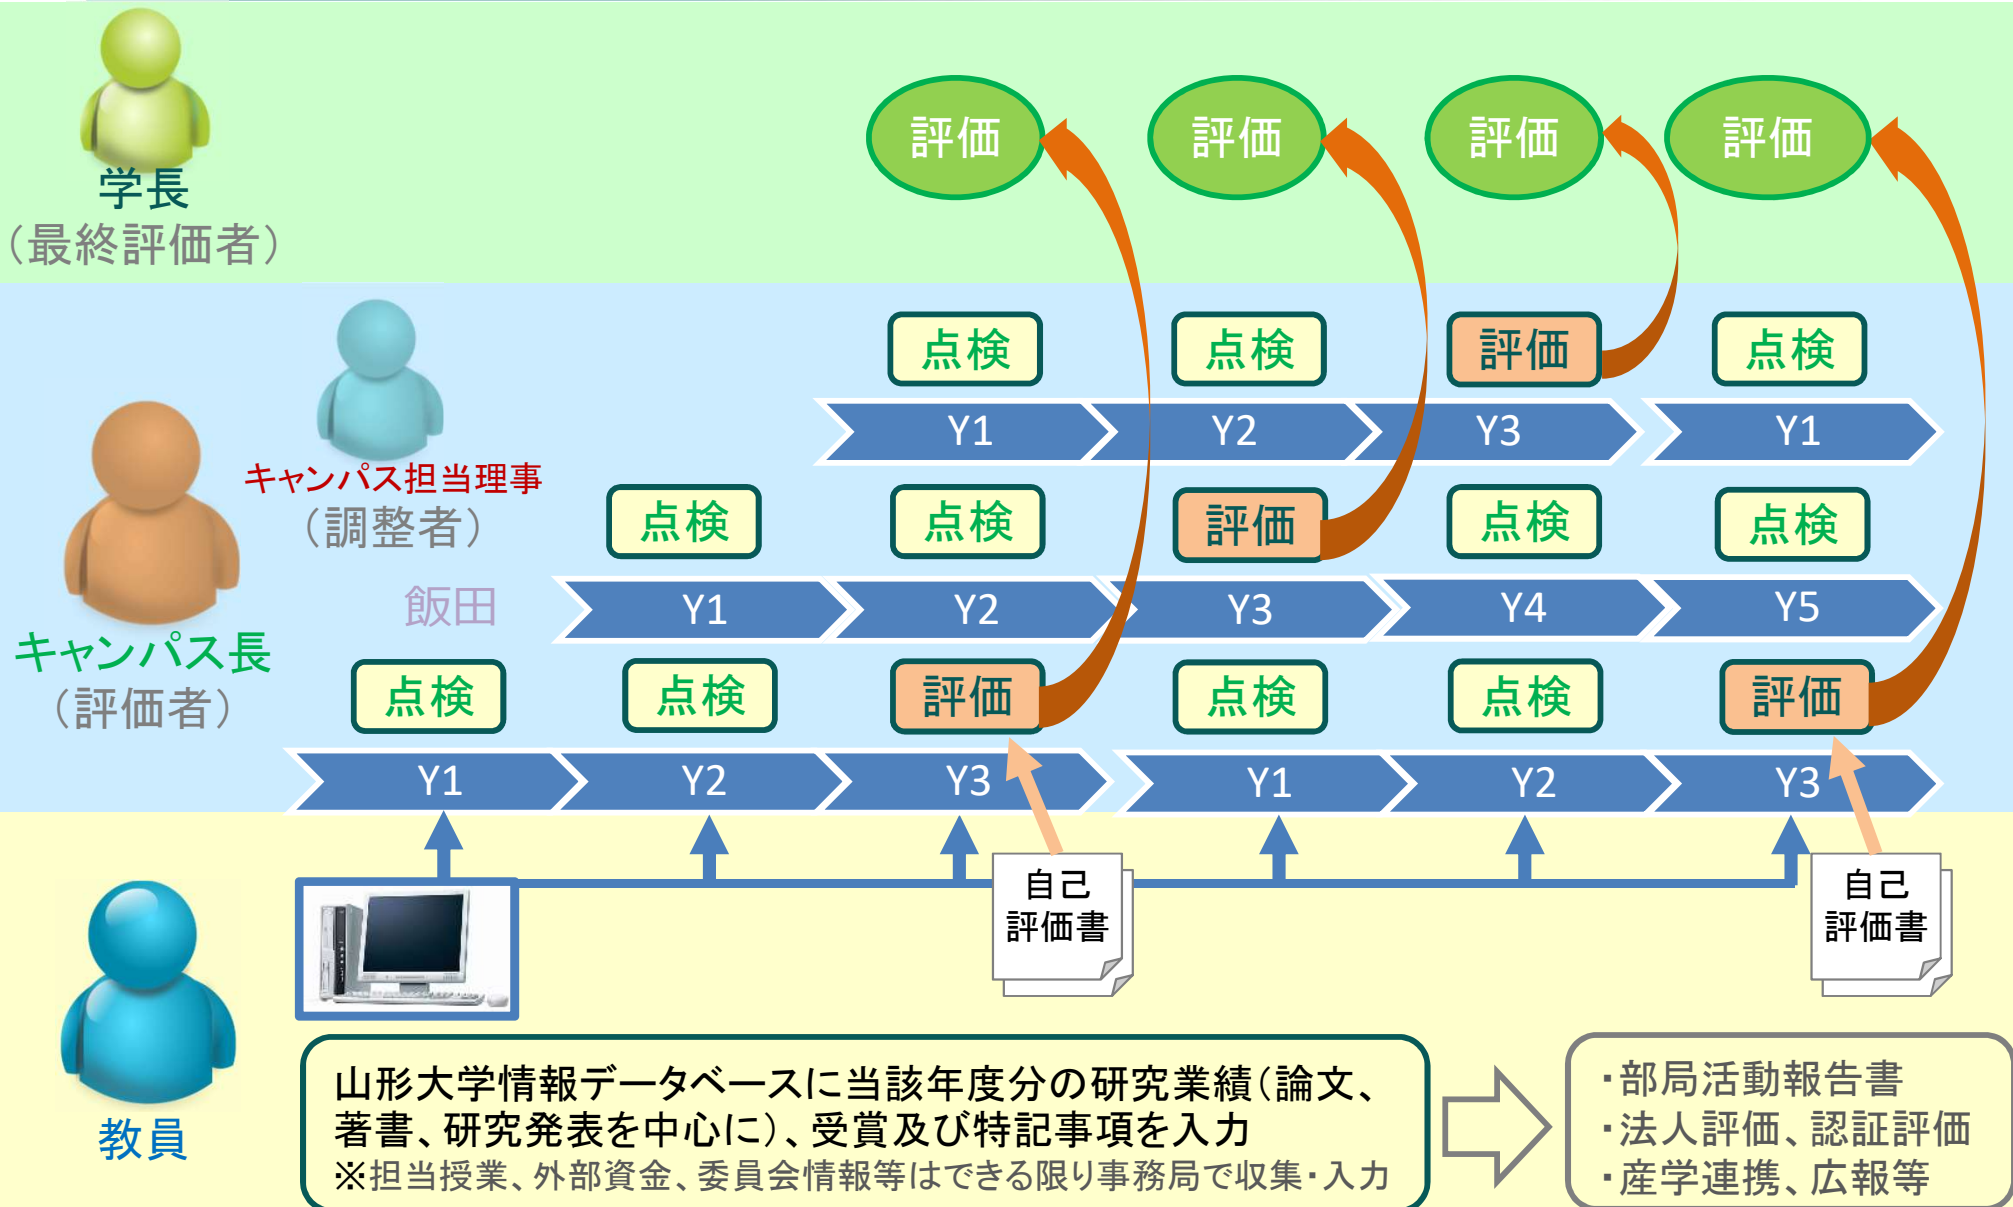 学長
（最終評価者）
評価 評価 評価 評価
点検 点検 評価 点検
Y1 Y2 Y3 Y1
キャンパス担当理事
（調整者）
点検 点検 評価 点検 点検
飯田
Y1 Y2 Y3 Y4 Y5
キャンパス長
（評価者）
点検 点検 評価 点検 点検 評価
Y1 Y2 Y3 Y1 Y2 Y3
自己
評価書
自己
評価書
教員
山形大学情報データベースに当該年度分の研究業績（論文、
著書、研究発表を中心に）、受賞及び特記事項を入力
※担当授業、外部資金、委員会情報等はできる限り事務局で収集・入力
・部局活動報告書
・法人評価、認証評価
・産学連携、広報等